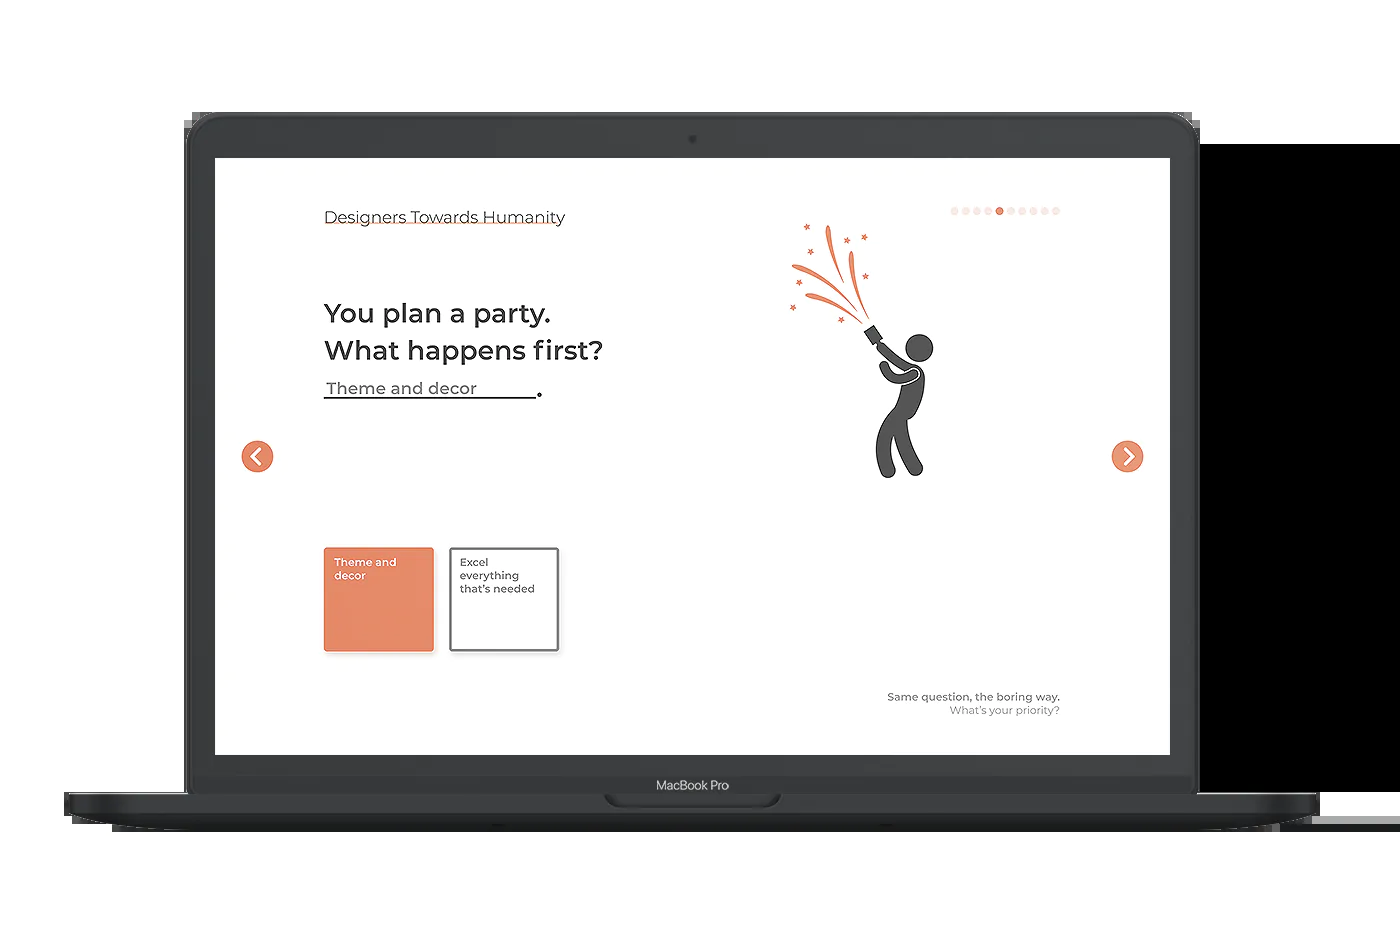 Designers Towards Humanity
You plan a party.
What happens first?
Theme and decor.
Theme and
decor
Excel
everything
that's needed
Same question, the boring way.
What's your priority?
MacBook Pro